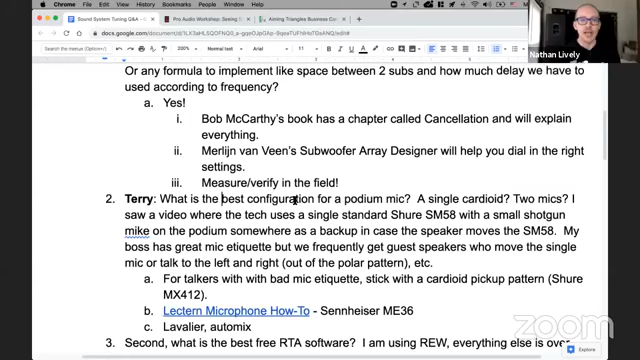 Sound System Tuning Q&A -
Pro Audio Workshop: Seeing S
Aiming Triangles Business Co
docs.google.com/document/d/
Or any formula to implement like space between 2 subs and how much delay we have to
used according to frequency?
a. Yes!
i. Bob McCarthy's book has a chapter called Cancellation and will explain
everything.
ii. Merlijn van Veen's Subwoofer Array Designer will help you dial in the right
settings.
iii. Measure/verify in the field!
2. Terry: What is the best configuration for a podium mic? A single cardioid? Two mics? I
saw a video where the tech uses a single standard Shure SM58 with a small shotgun
mike on the podium somewhere as a backup in case the speaker moves the SM58. My
boss has great mic etiquette but we frequently get guest speakers who move the single
mic or talk to the left and right (out of the polar pattern), etc.
a. For talkers with with bad mic etiquette, stick with a cardioid pickup pattern (Shure
MX412).
b. Lectern Microphone How-To - Sennheiser ME36
c. Lavalier, automix
3. Second, what is the best free RTA software? I am using REW, everything else is over
Nathan Lively
zoom
Explore